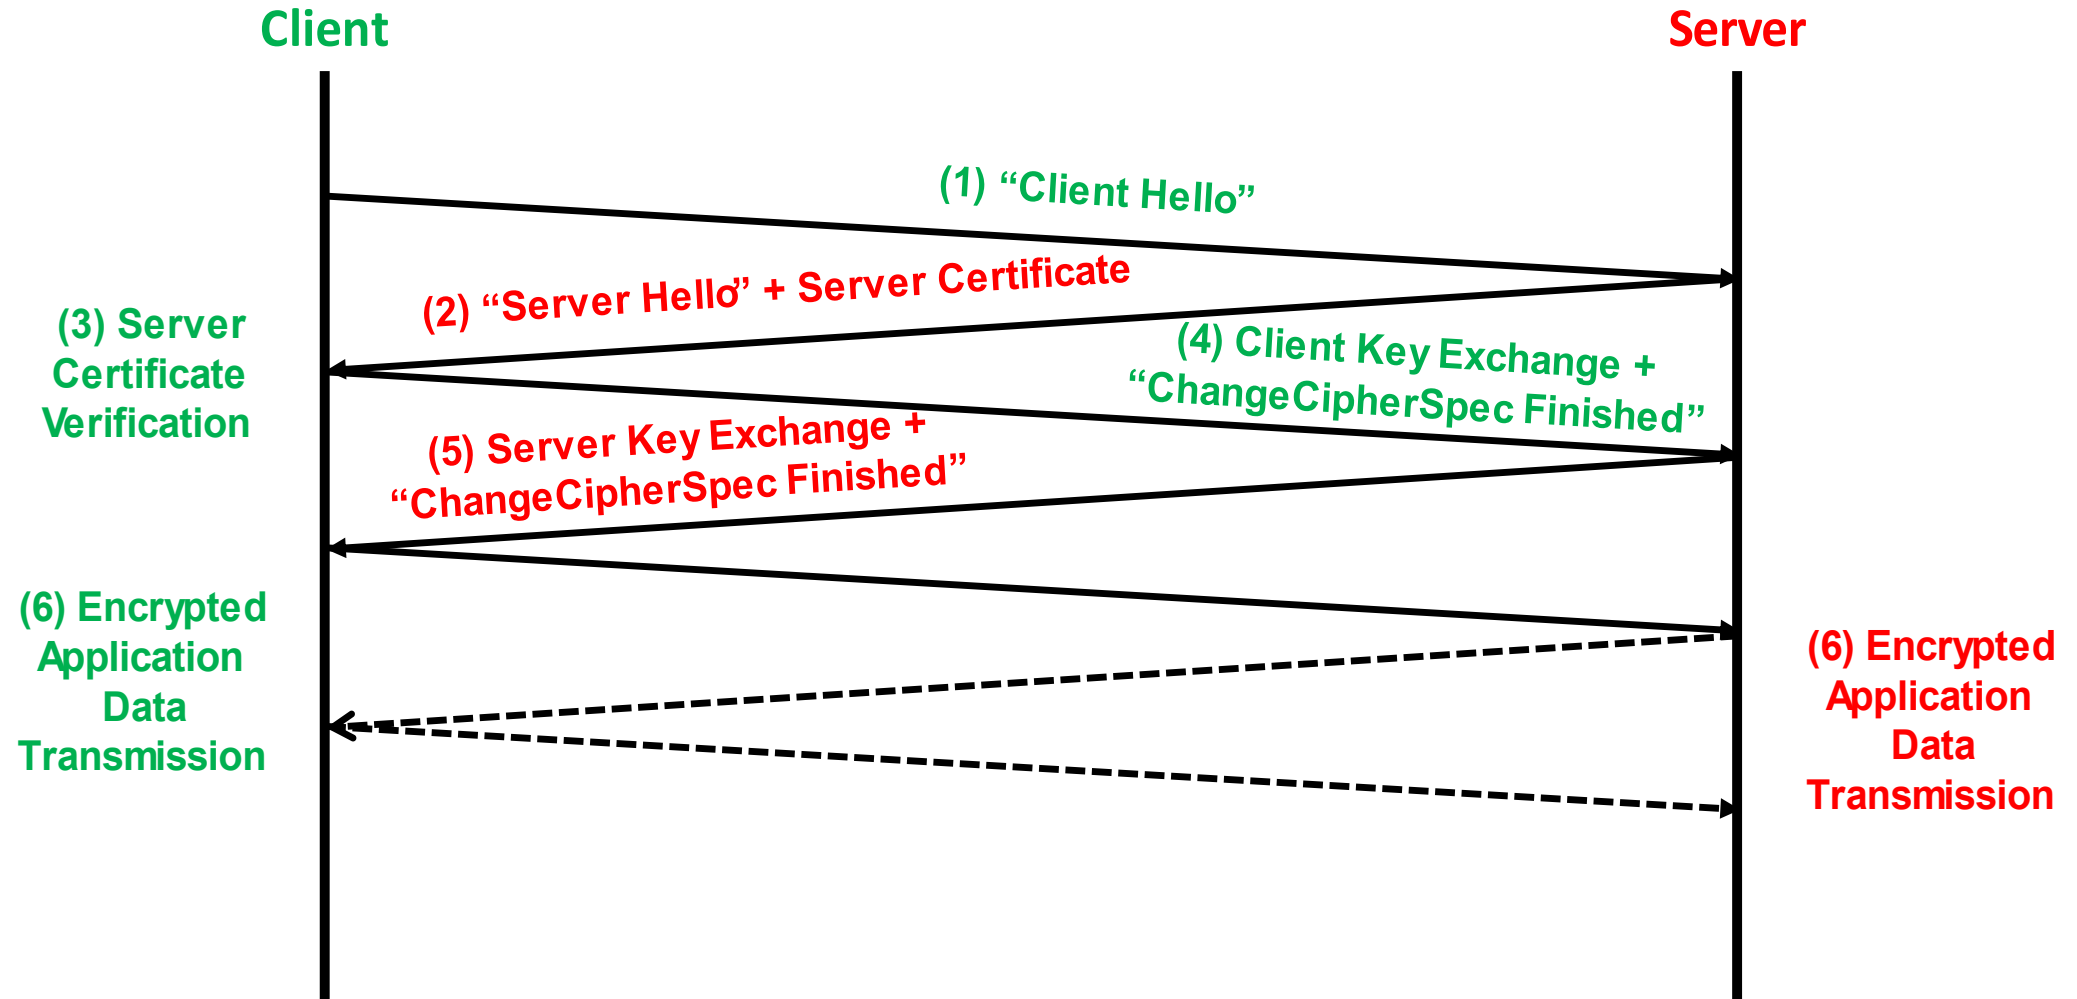 Client
Server
(1) “Client Hello”
(2) “Server Hello” + Server Certificate
(3) Server
Certificate
Verification
(4) Client Key Exchange +
“ChangeCipherSpec Finished”
(5) Server Key Exchange +
“ChangeCipherSpec Finished”
(6) Encrypted
Application
Data
Transmission
(6) Encrypted
Application
Data
Transmission